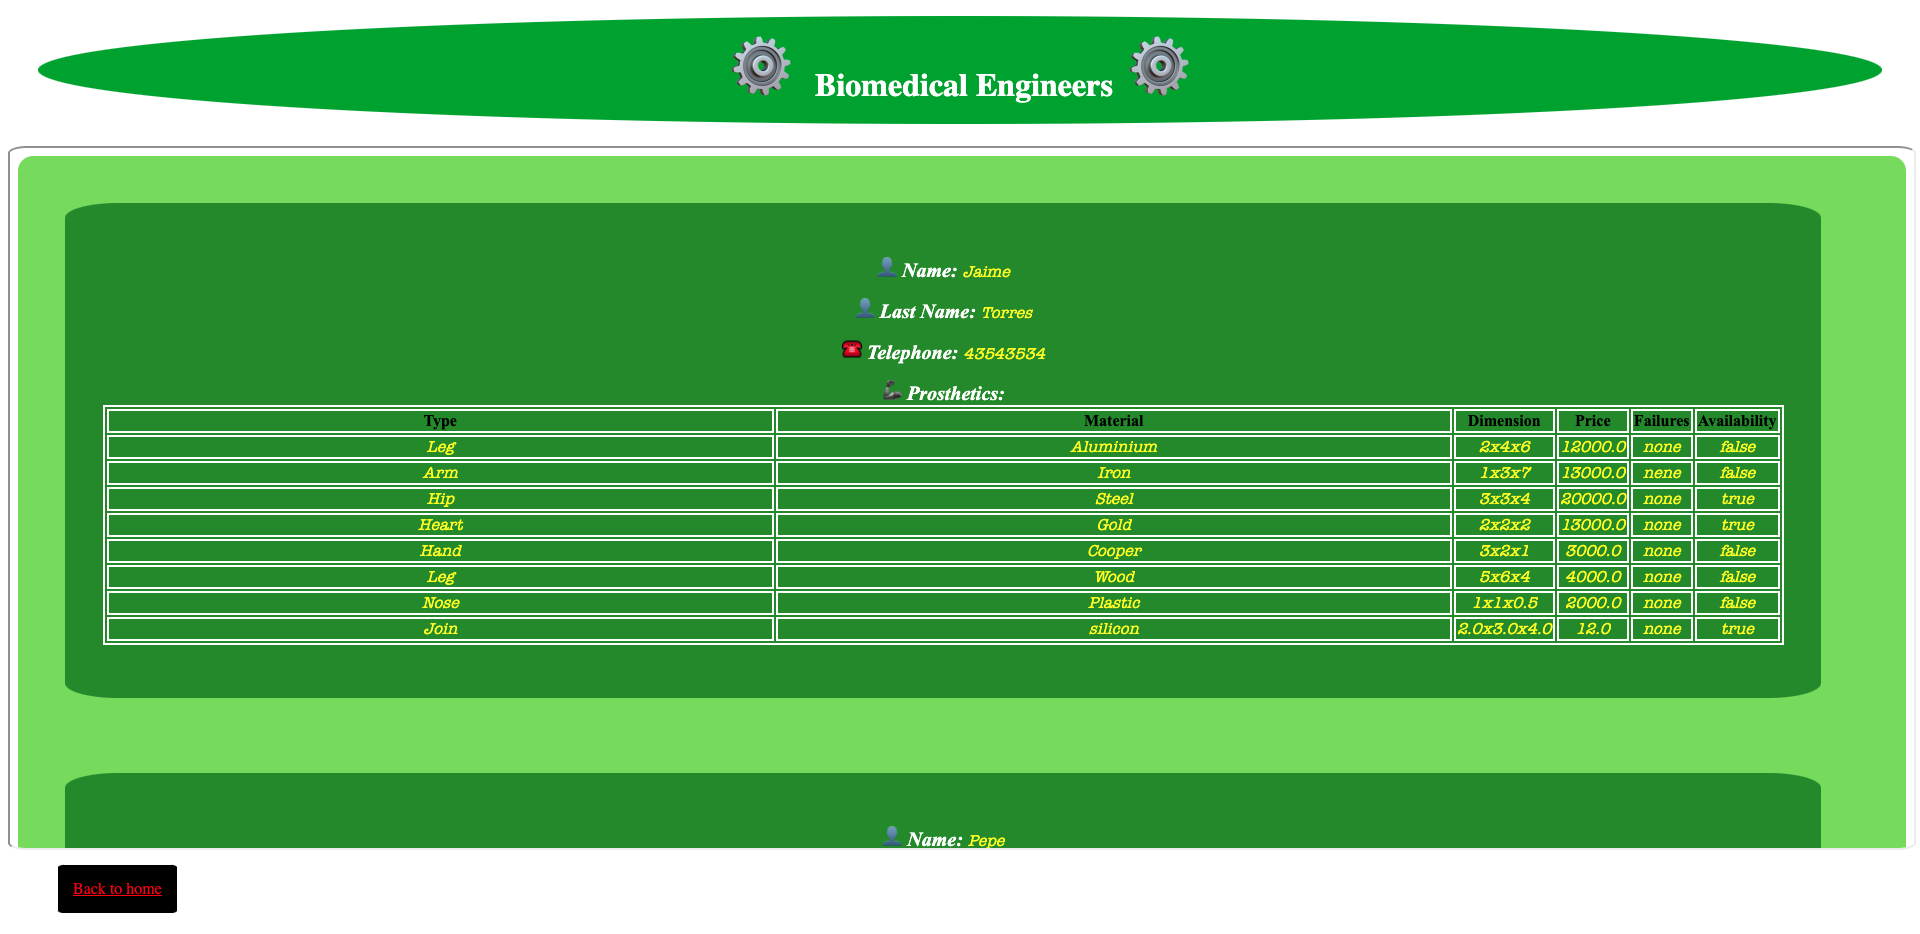 Biomedical Engineers
Name: Jaime
Last Name: Torres
Telephone: 43543534
Prosthetics:
Type Material Dimension Price Failures Availability
Leg Aluminium 2x4x6 12000.0 none false
Arm Iron 1x3x7 13000.0 nene false
Hip Steel 3x3x4 20000.0 none true
Heart Gold 2x2x2 13000.0 none true
Hand Cooper 3x2x1 3000.0 none false
Leg Wood 5x6x4 4000.0 none false
Nose Plastic 1x1x0.5 2000.0 none false
Join silicon 2.0x3.0x4.0 12.0 none true
Name: Pepe
Back to home